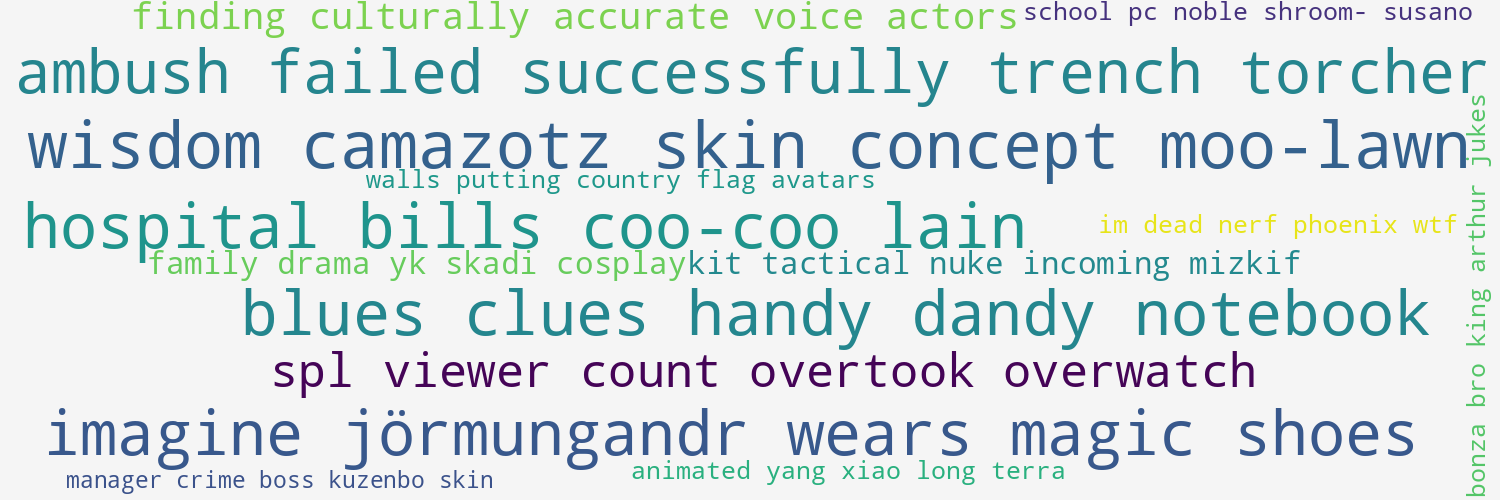 finding culturally accurate voice actors
school pc noble shroom- susano
ambush failed successfully trench torcher
wisdom camazotz skin concept moo-lawn
walls putting country flag avatars
hospital bills coo-coo lain
im dead nerf phoenix wtf
family drama yk skadi cosplay
kit tactical nuke incoming mizkif
blues clues handy dandy notebook
spl viewer count overtook overwatch
imagine jörmungandr wears magic shoes
animated yang xiao long terra
manager crime boss kuzenbo skin
bonza bro king arthur jukes